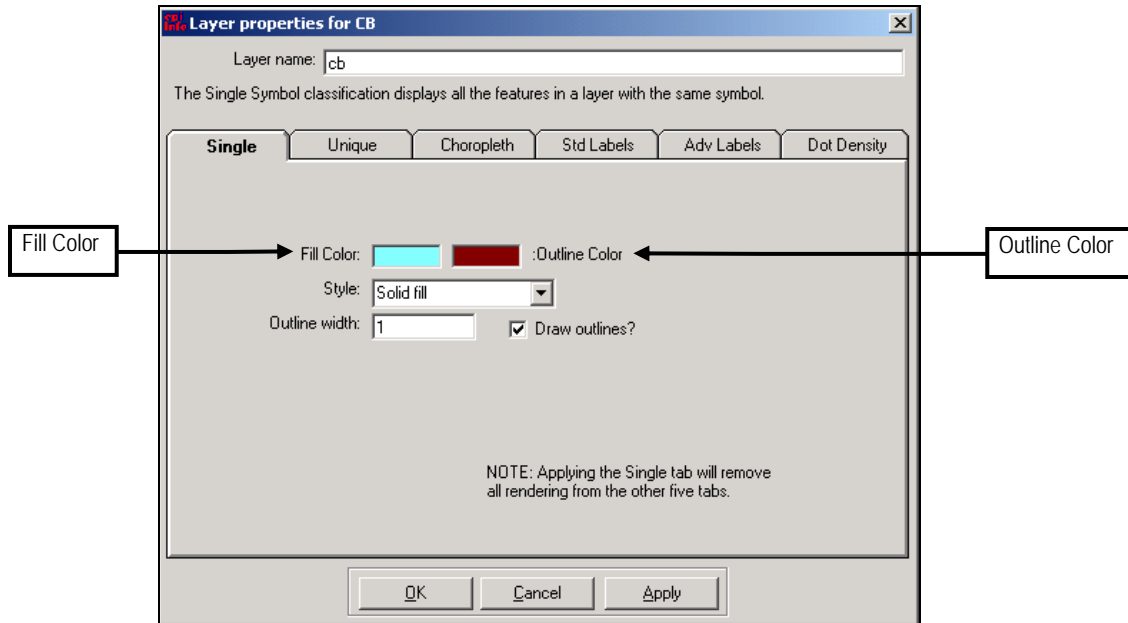 Epi
Info
Layer properties for CB
Layer name: cb
The Single Symbol classification displays all the features in a layer with the same symbol.
Single Unique Choropleth Std Labels Adv Labels Dot Density
Fill Color
Fill Color: :Outline Color
Outline Color
Style: Solid fill
Outline width: 1 Draw outlines?
NOTE: Applying the Single tab will remove
all rendering from the other five tabs.
OK Cancel Apply